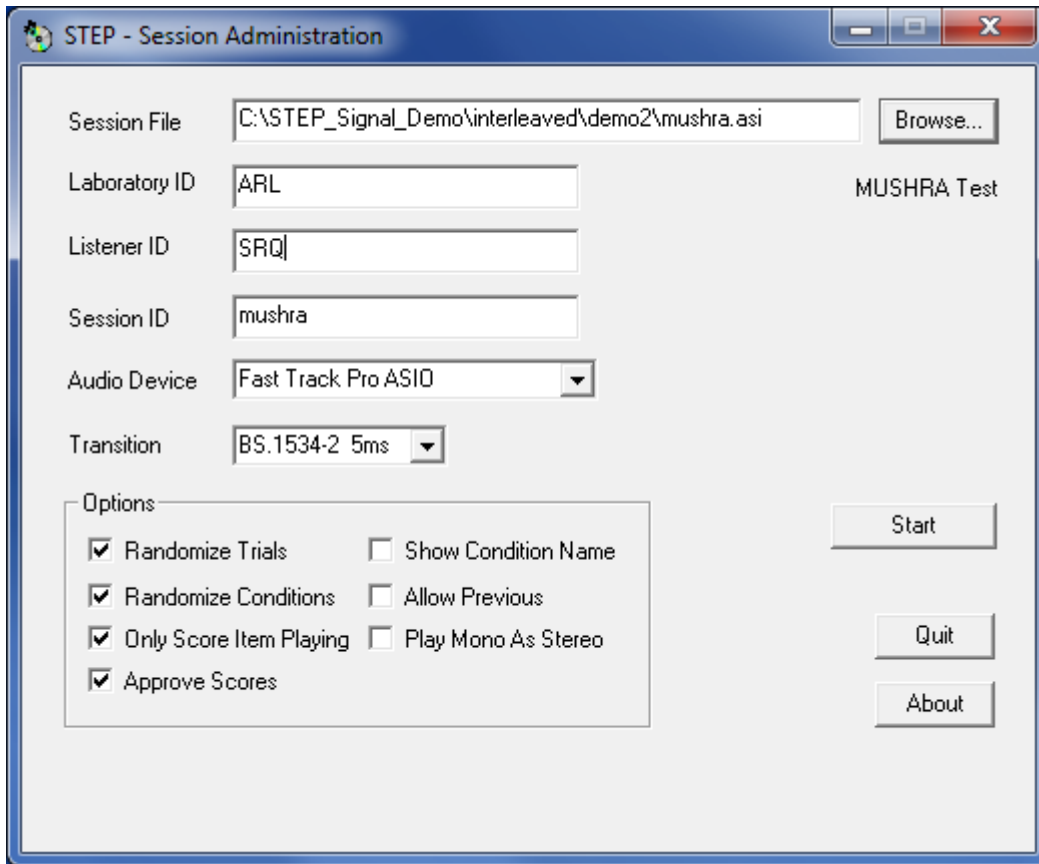 STEP - Session Administration
Session File C:\STEP_Signal_Demo\interleaved\demo2\mushra.asi Browse...
Laboratory ID ARL MUSHRA Test
Listener ID SRQ
Session ID mushra
Audio Device Fast Track Pro ASIO
Transition BS.1534-2 5ms
Options
Start
Randomize Trials Show Condition Name
Randomize Conditions Allow Previous
Only Score Item Playing Play Mono As Stereo Quit
Approve Scores
About